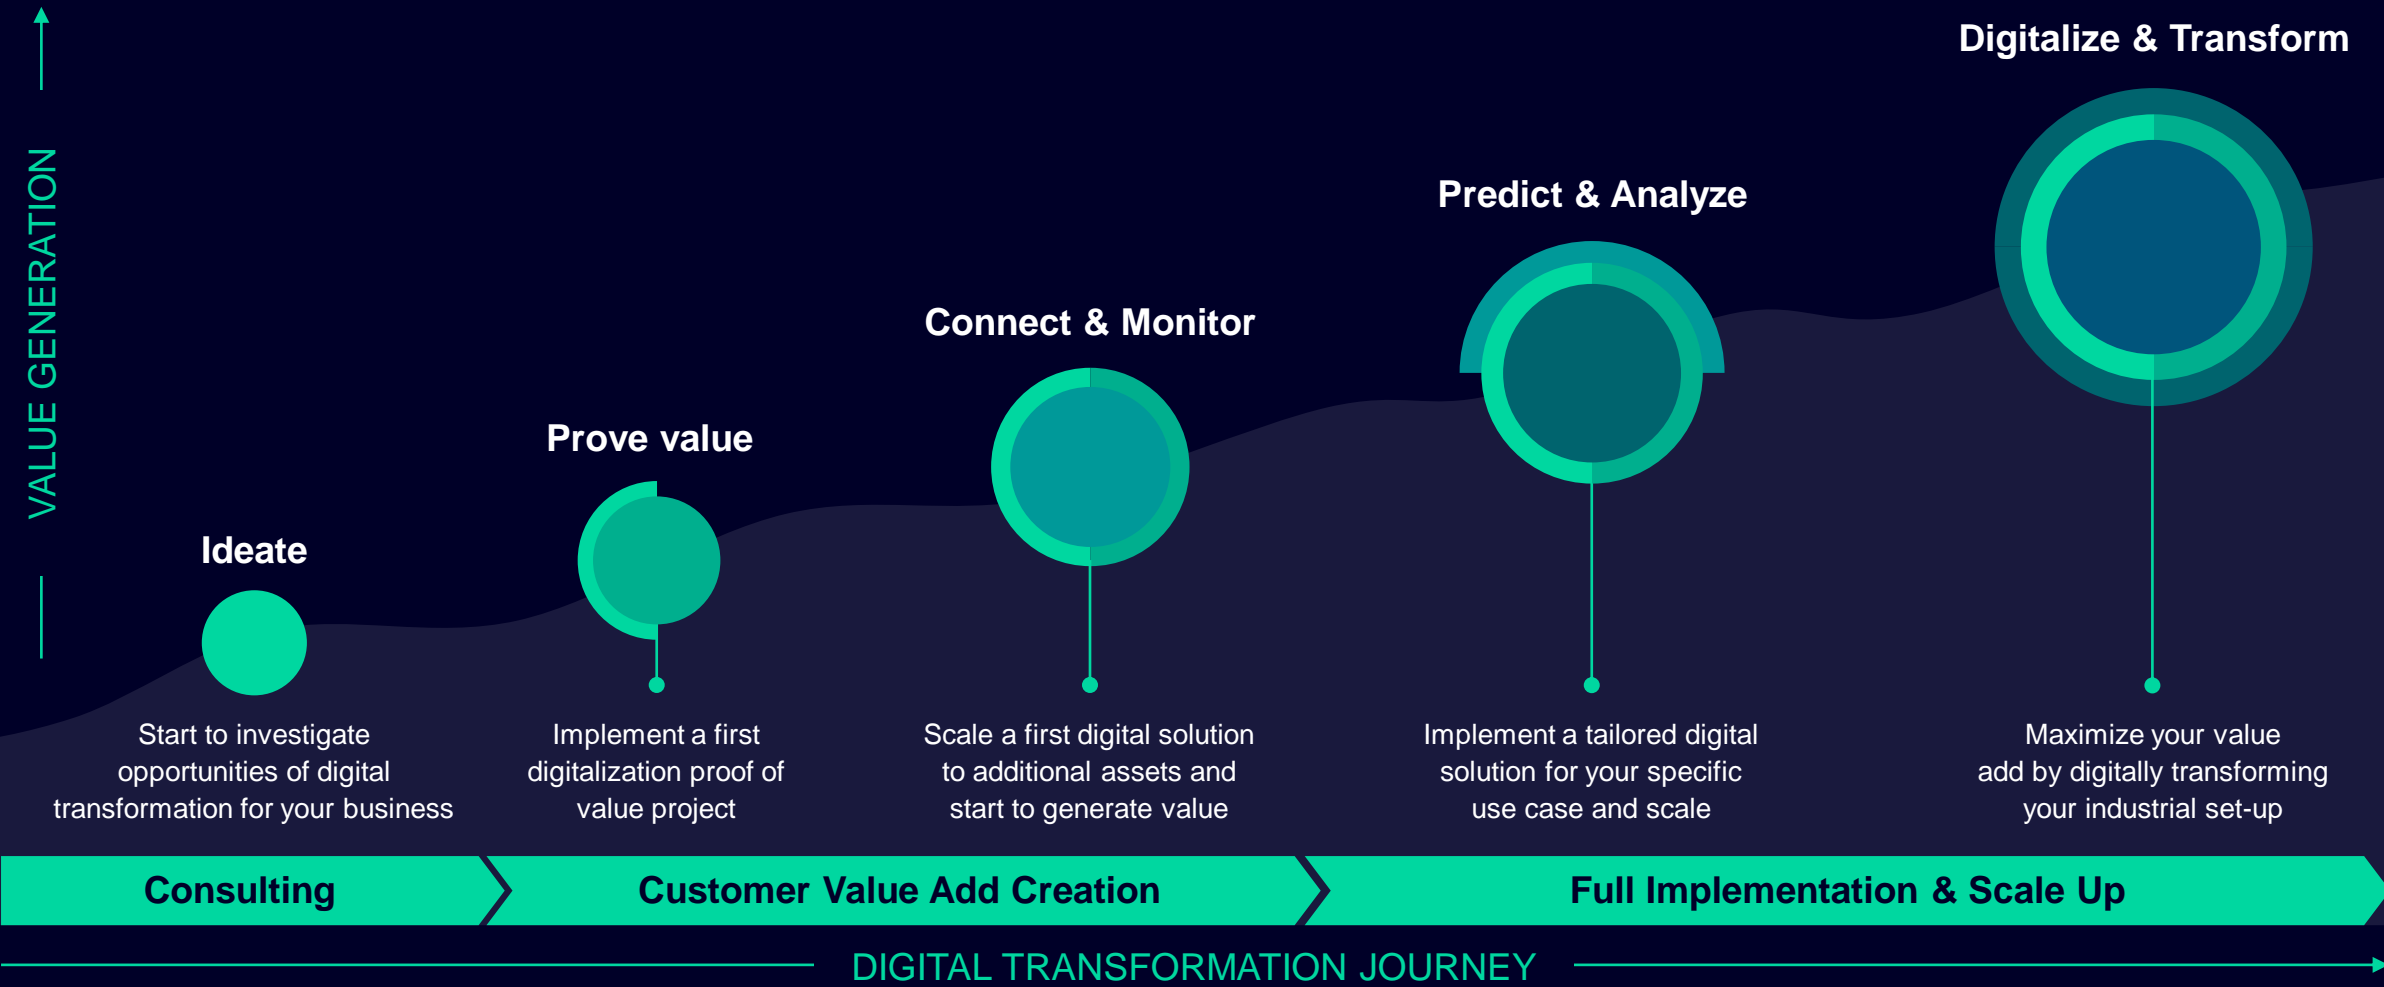 VALUE GENERATION
Ideate
Start to investigate
opportunities of digital
transformation for your business
Prove value
Implement a first
digitalization proof of
value project
Connect & Monitor
Scale a first digital solution
to additional assets and
start to generate value
Predict & Analyze
Implement a tailored digital
solution for your specific
use case and scale
Digitalize & Transform
Maximize your value
add by digitally transforming
your industrial set-up
Consulting
Customer Value Add Creation
Full Implementation & Scale Up
DIGITAL TRANSFORMATION JOURNEY